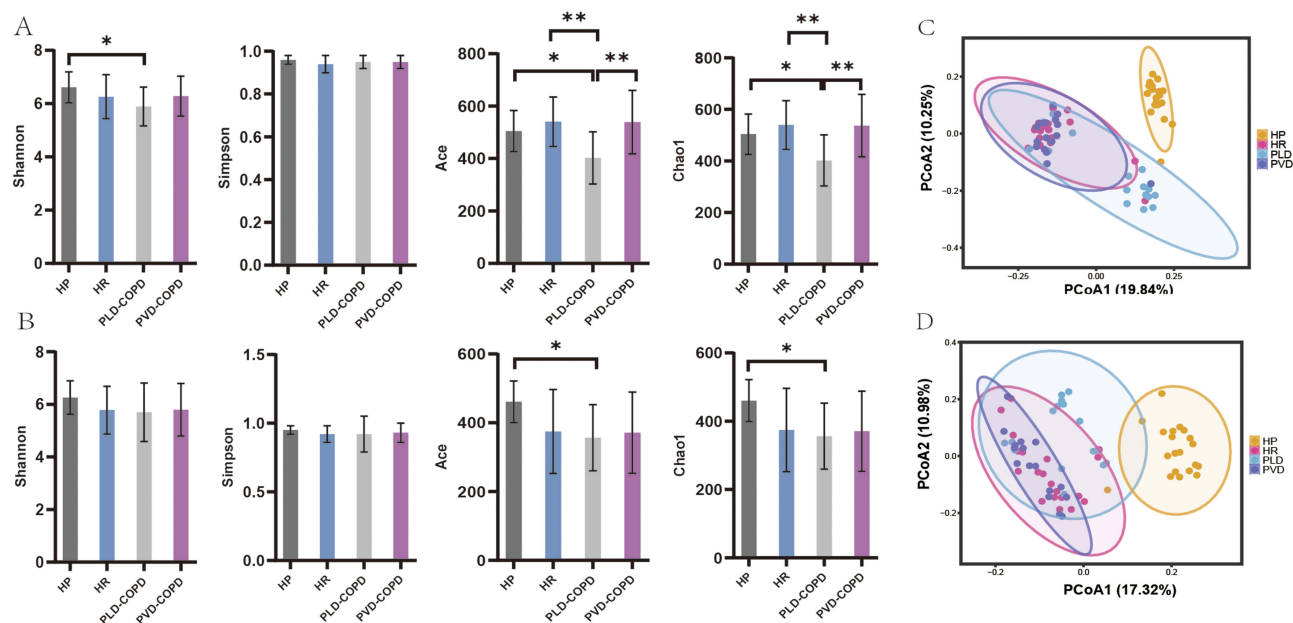 A
Shannon
8
6
4
2
0
*
HP
HR
PLD-COPD
PVD-COPD
Simpson
1.0
0.8
0.6
0.4
0.2
0.0
HP
HR
PLD-COPD
PVD-COPD
Ace
800
600
400
200
0
**
*
**
HP
HR
PLD-COPD
PVD-COPD
Chao1
800
600
400
200
0
**
*
**
HP
HR
PLD-COPD
PVD-COPD
C
PCoA2 (10.25%)
0.2
0.0
−0.2
−0.4
−0.25
0.00
0.25
PCoA1 (19.84%)
HP
HR
PLD
PVD
B
Shannon
8
6
4
2
0
HP
HR
PLD-COPD
PVD-COPD
Simpson
1.5
1.0
0.5
0.0
HP
HR
PLD-COPD
PVD-COPD
Ace
600
400
200
0
*
HP
HR
PLD-COPD
PVD-COPD
Chao1
600
400
200
0
*
HP
HR
PLD-COPD
PVD-COPD
D
PCoA2 (10.98%)
0.4
0.2
0.0
−0.2
−0.2
0.0
0.2
PCoA1 (17.32%)
HP
HR
PLD
PVD